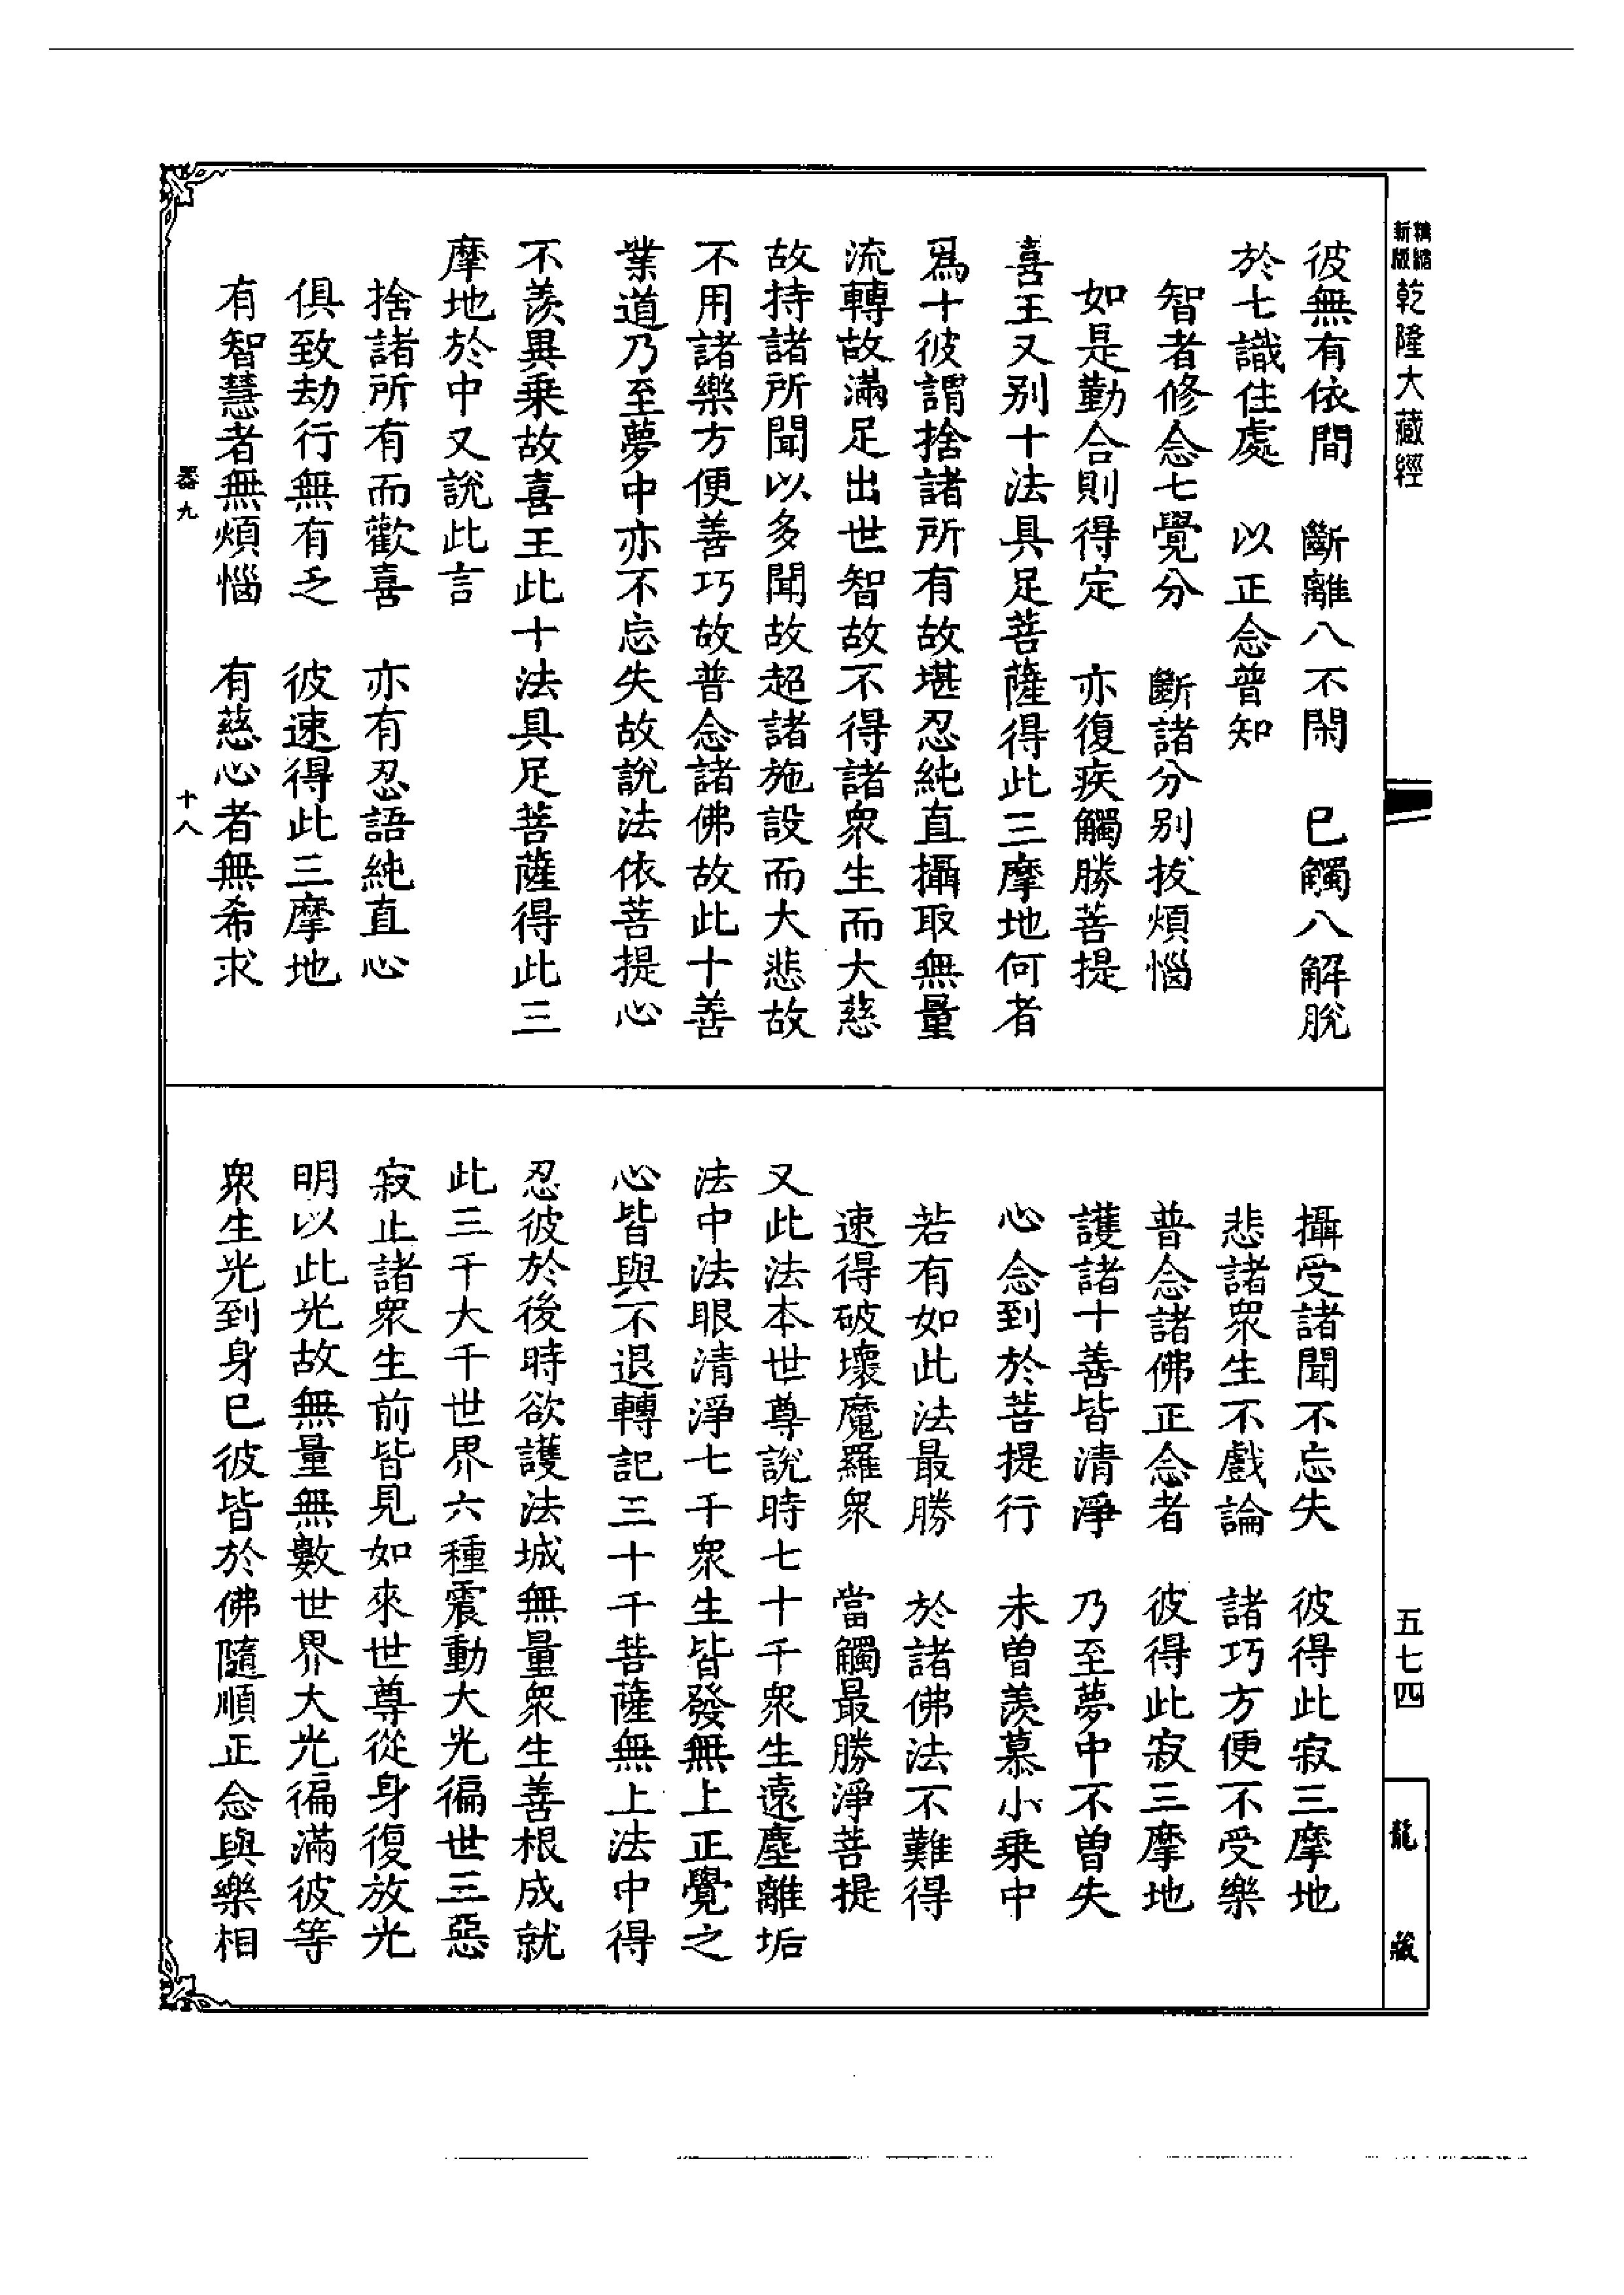 精縮新版乾隆大藏經
彼無有依間　斷離八不閑　已觸八解脫
於七識住處　以正念普知
智者修念七覺分　斷諸分別拔煩惱
如是勤合則得定　亦復疾觸勝菩提
喜王又別十法具足菩薩得此三摩地何者
爲十彼謂捨諸所有故堪忍純直攝取無量
流轉故滿足出世智故不得諸衆生而大慈
故持諸所聞以多聞故超諸施設而大悲故
不用諸樂方便善巧故普念諸佛故此十善
業道乃至夢中亦不忘失故說法依菩提心
不羨異乗故喜王此十法具足菩薩得此三
摩地於中又說此言
捨諸所有而歡喜　亦有忍語純直心
俱致劫行無有乏　彼速得此三摩地
有智慧者無煩惱　有慈心者無希求
器九
十八
攝受諸聞不忘失　彼得此寂三摩地
悲諸衆生不戲論　諸巧方便不受樂
普念諸佛正念者　彼得此寂三摩地
護諸十善皆清淨　乃至夢中不曾失
心念到於菩提行　未曾羨慕小乗中
若有如此法最勝　於諸佛法不難得
速得破壞魔羅衆　當觸最勝淨菩提
又此法本世尊說時七十千衆生遠塵離垢
法中法眼清淨七千衆生皆發無上正覺之
心皆與不退轉記三十千菩薩無上法中得
忍彼於後時欲護法城無量衆生善根成就
此三千大千世界六種震動大光徧世三惡
寂止諸衆生前皆見如來世尊從身復放光
明以此光故無量無數世界大光徧滿彼等
衆生光到身已彼皆於佛隨順正念與樂相
五七四
龍藏